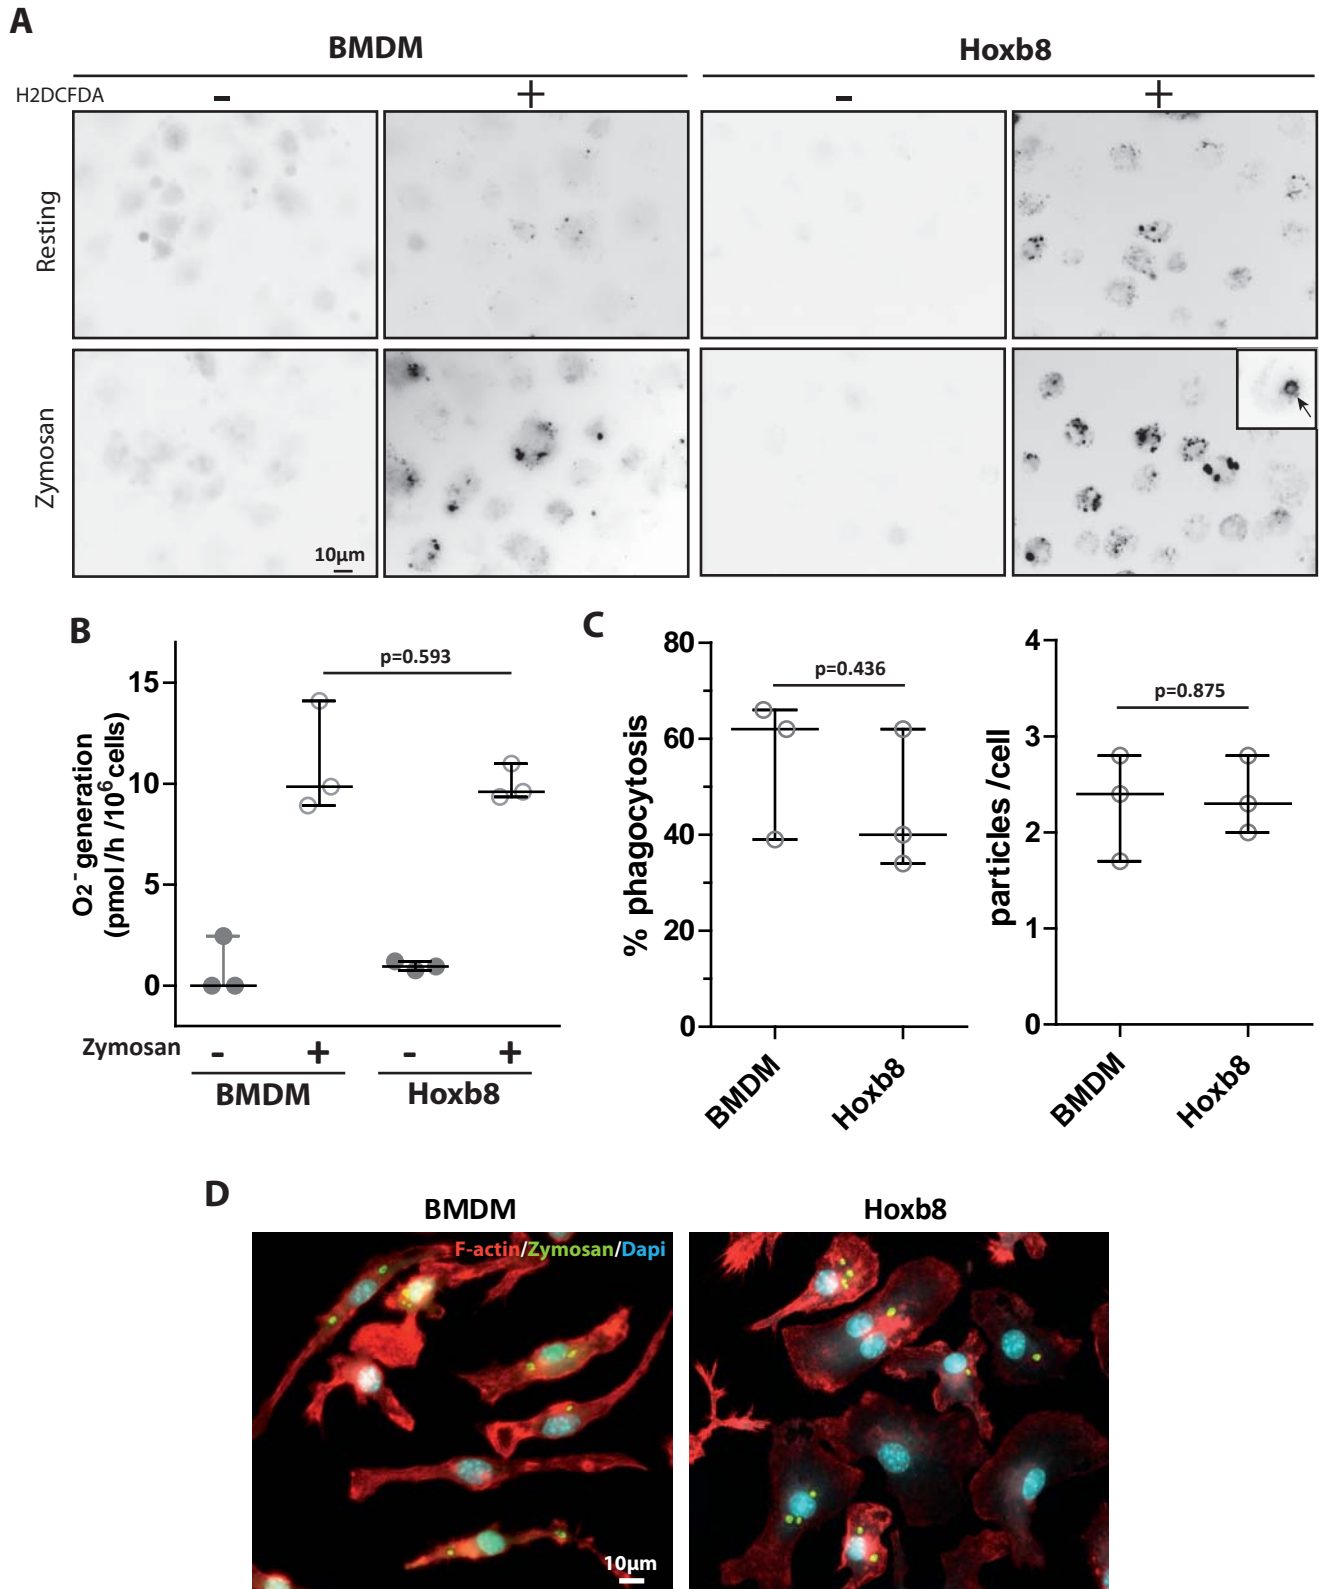 A
BMDM
Hoxb8
H2DCFDA
-
+
-
+
Resting
Zymosan
10μm
B
p=0.593
15
10
5
0
O2⁻ generation
(pmol/h/10⁶cells)
Zymosan
-
+
-
+
BMDM
Hoxb8
C
80
60
40
20
0
% phagocytosis
p=0.436
BMDM
Hoxb8
4
3
2
1
0
particles/cell
p=0.875
BMDM
Hoxb8
D
BMDM
Hoxb8
F-actin/Zymosan/Dapi
10μm